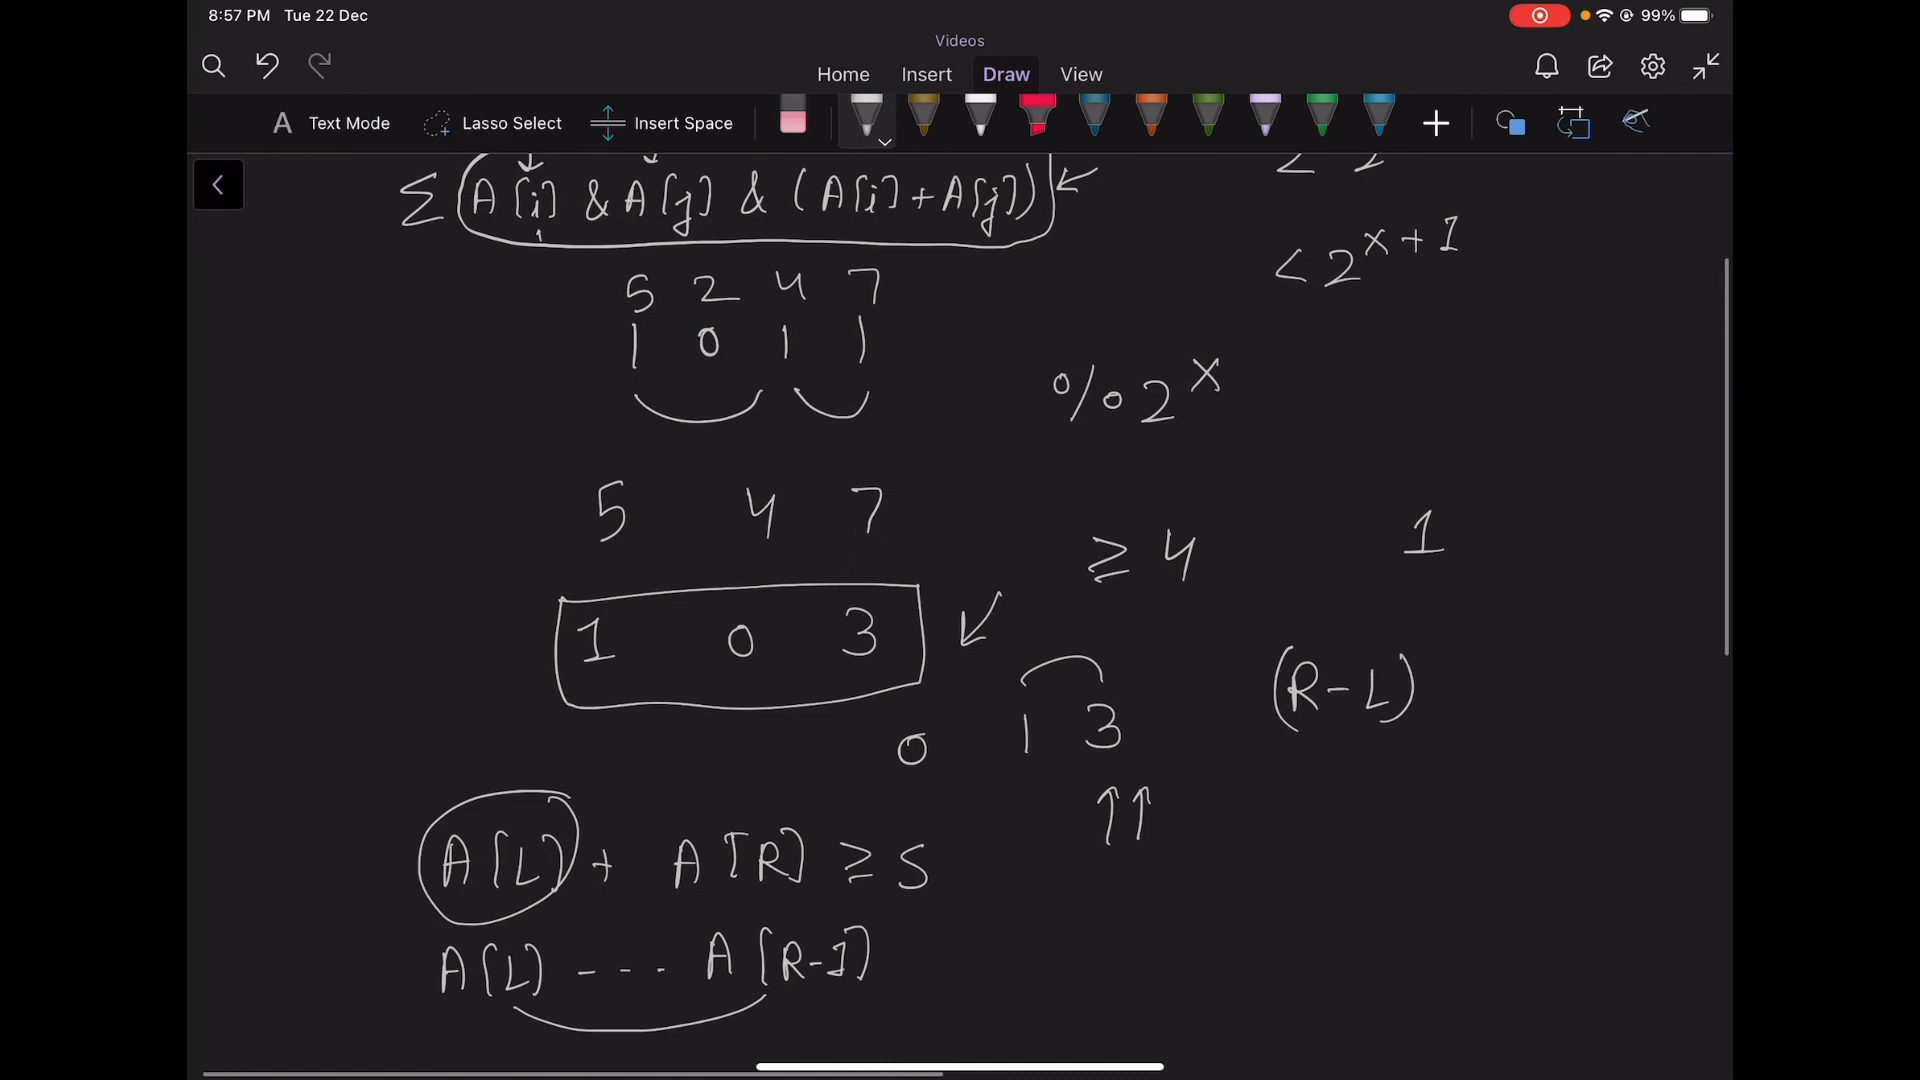 8:57 PM Tue 22 Dec
99%
Videos
Home Insert Draw View
Text Mode Lasso Select Insert Space
Σ (A[i] & A[j] & (A[i]+A[j]))
< 2^{x+1}
5 2 4 7
1 0 1 1
% 2^x
5 4 7
≥ 4
1
1 0 3
(R-L)
0 1 3
A[L] + A[R] ≥ S
A[L] --- A[R-1]